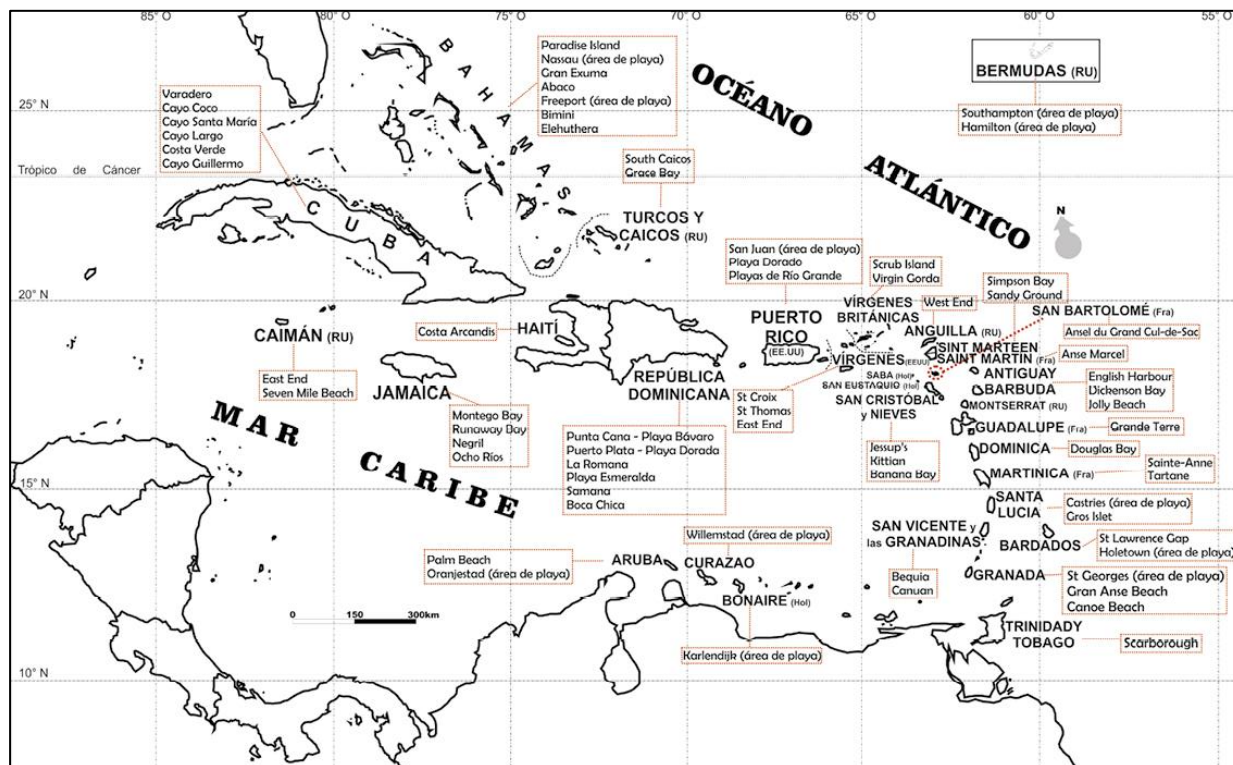 85° O
80° O
75° O
70° O
65° O
60° O
55° O
25° N
Trópico de Cáncer
20° N
15° N
10° N
BAHAMAS
Paradise Island
Nassau (área de playa)
Gran Exuma
Abaco
Freeport (área de playa)
Bimini
Elehuthera
OCÉANO
ATLÁNTICO
BERMUDAS (RU)
Southampton (área de playa)
Hamilton (área de playa)
N
Varadero
Cayo Coco
Cayo Santa María
Cayo Largo
Costa Verde
Cayo Guillermo
CUBA
South Caicos
Grace Bay
TURCOS Y
CAICOS (RU)
San Juan (área de playa)
Playa Dorado
Playas de Río Grande
PUERTO
RICO
(EE.UU)
Scrub Island
Virgin Gorda
VÍRGENES
BRITÁNICAS
Simpson Bay
Sandy Ground
West End
ANGUILLA (RU)
SAN BARTOLOMÉ (Fra)
Ansel du Grand Cul-de-Sac
SINT MARTEEN
SAINT MARTÍN (Fra)
Anse Marcel
VÍRGENES (EEUU)
St Croix
St Thomas
East End
SABA (Hol)
SAN EUSTAQUIO (Hol)
SAN CRISTÓBAL
y NIEVES
Jessup's
Kittian
Banana Bay
ANTIGUAY
BARBUDA
English Harbour
Dickenson Bay
Jolly Beach
MONTSERRAT (RU)
GUADALUPE (Fra)
Grande Terre
DOMINICA
Douglas Bay
MARTINICA (Fra)
Sainte-Anne
Tartane
SANTA
LUCIA
Castries (área de playa)
Gros Islet
SAN VICENTE y
las GRANADINAS
Bequia
Canuan
BARDADOS
St Lawrence Gap
Holetown (área de playa)
GRANADA
St Georges (área de playa)
Gran Anse Beach
Canoe Beach
TRINIDADY
TOBAGO
Scarborough
CAIMÁN (RU)
East End
Seven Mile Beach
JAMAICA
Montego Bay
Runaway Bay
Negril
Ocho Ríos
Costa Arcandis
HAITÍ
REPÚBLICA
DOMINICANA
Punta Cana - Playa Bávaro
Puerto Plata - Playa Dorada
La Romana
Playa Esmeralda
Samana
Boca Chica
MAR
CARIBE
Palm Beach
Oranjestad (área de playa)
ARUBA
Willemstad (área de playa)
CURAZAO
BONAIRE (Hol)
Karlendijk (área de playa)
0 150 300km